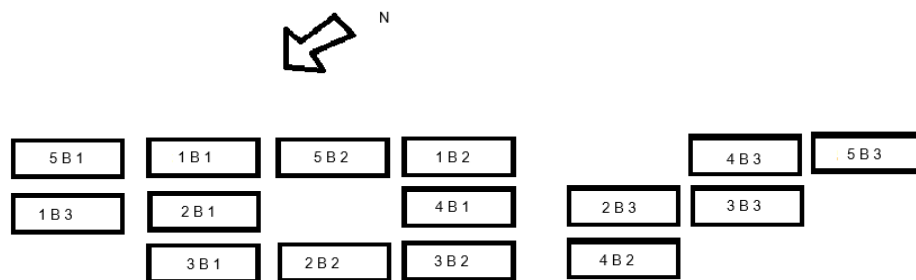 N
5 B 1 1 B 1 5 B 2 1 B 2 4 B 3 5 B 3
1 B 3 2 B 1 4 B 1 2 B 3 3 B 3
3 B 1 2 B 2 3 B 2 4 B 2